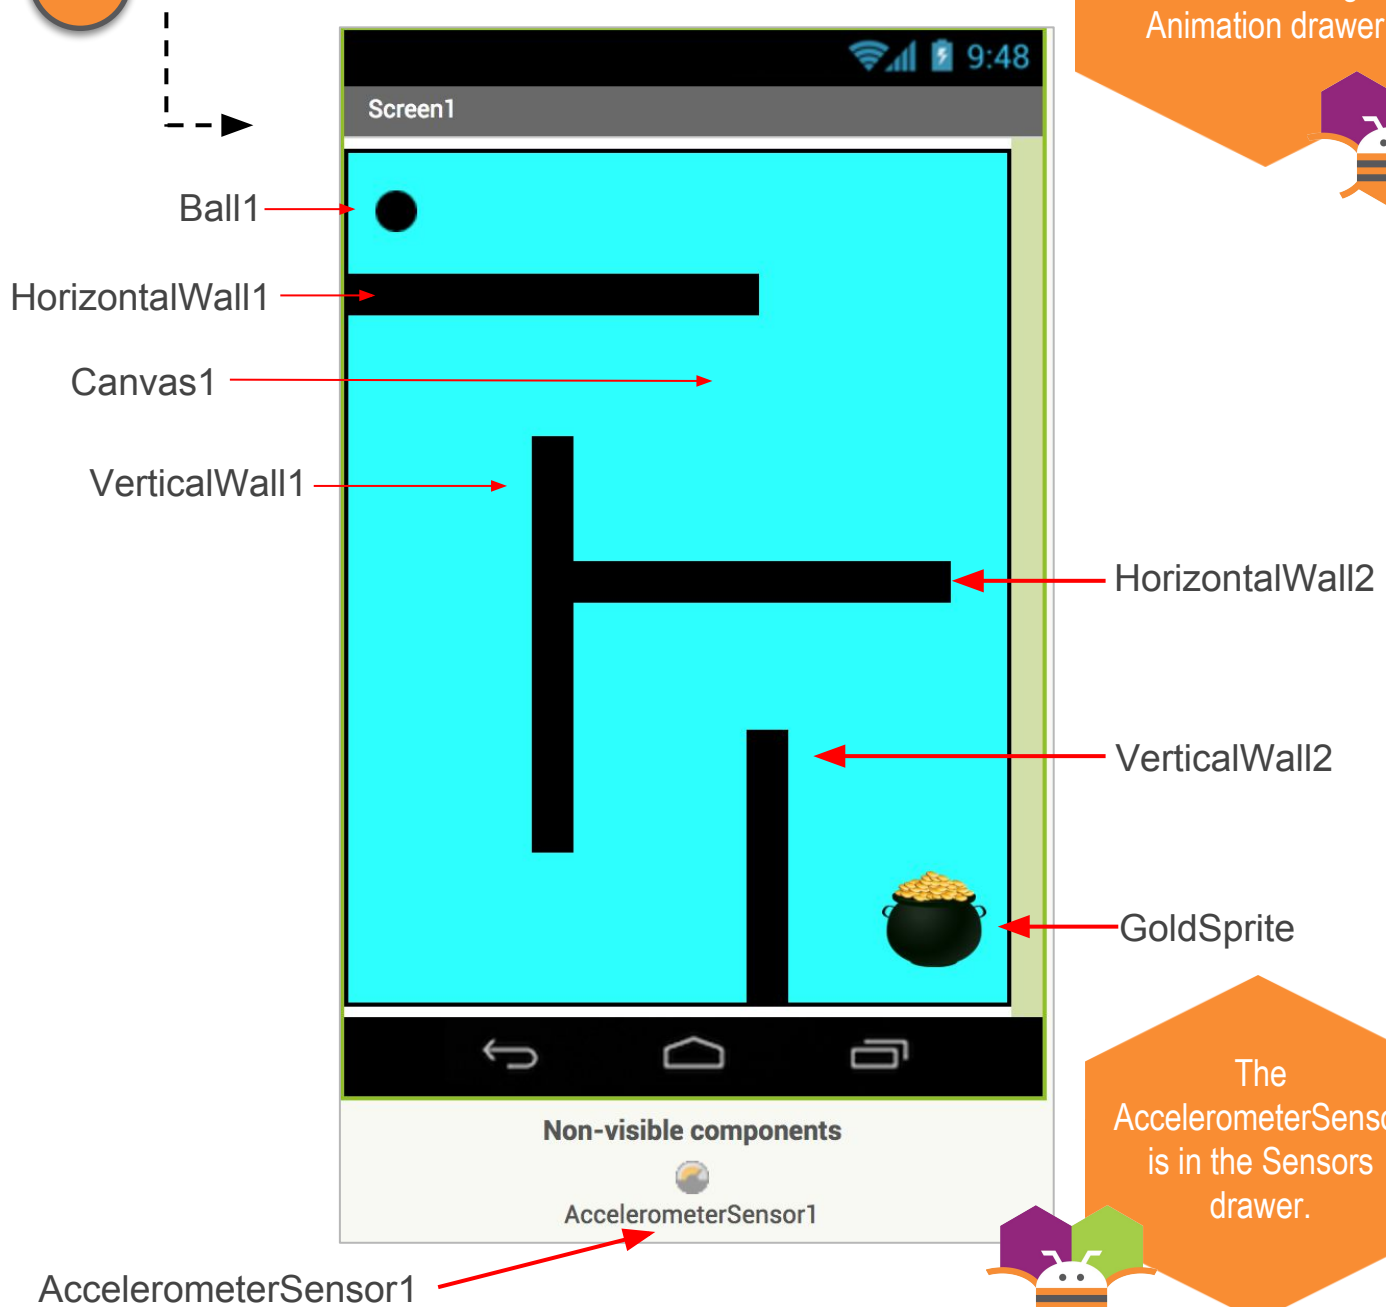 Animation drawer
9:48
Screen1
Ball1
HorizontalWall1
Canvas1
VerticalWall1
HorizontalWall2
VerticalWall2
GoldSprite
The
AccelerometerSenso
is in the Sensors
drawer.
Non-visible components
AccelerometerSensor1
AccelerometerSensor1